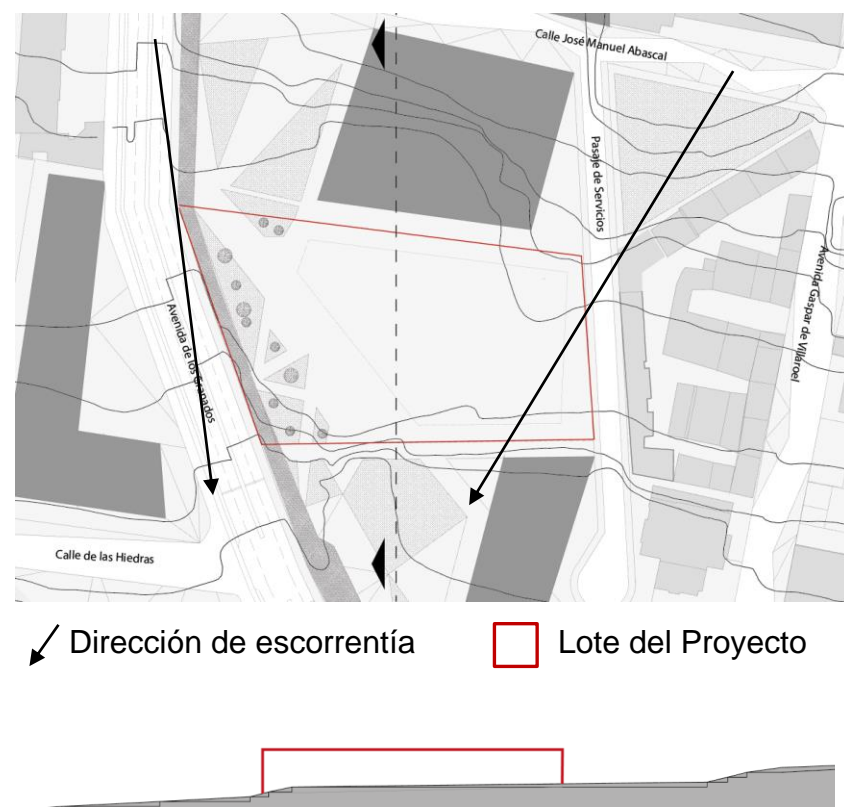 Calle José Manuel Abascal
Pasaje de Servicios
Avenida Gaspar de Villaroel
Avenida de los Granados
Calle de las Hiedras
Dirección de escorrentía
Lote del Proyecto